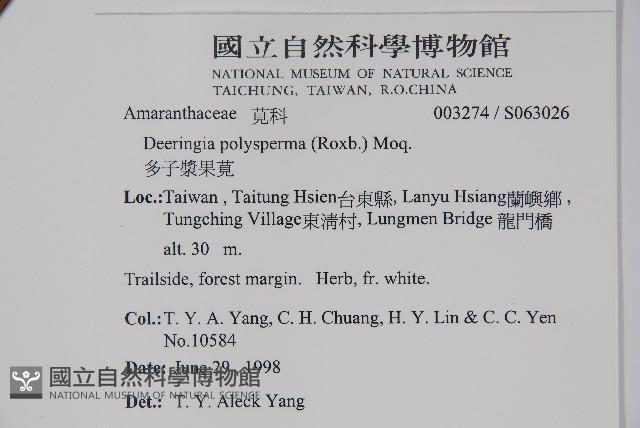 國立自然科學博物館
NATIONAL MUSEUM OF NATURAL SCIENCE
TAICHUNG, TAIWAN, R.O.CHINA
Amaranthaceae 莧科 003274 / S063026
Deeringia polysperma (Roxb.) Moq.
多子漿果莧
Loc.:Taiwan , Taitung Hsien台東縣, Lanyu Hsiang蘭嶼鄉 ,
Tungching Village東清村, Lungmen Bridge 龍門橋
alt. 30 m.
Trailside, forest margin. Herb, fr. white.
Col.:T. Y. A. Yang, C. H. Chuang, H. Y. Lin & C. C. Yen
No.10584
Date: June 29, 1998
國立自然科學博物館
NATIONAL MUSEUM OF NATURAL SCIENCE
Det.: T. Y. Aleck Yang